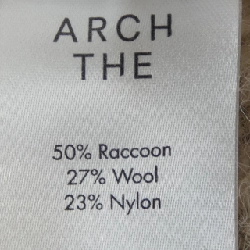 ARCH
THE
50% Raccoon
27% Wool
23% Nylon